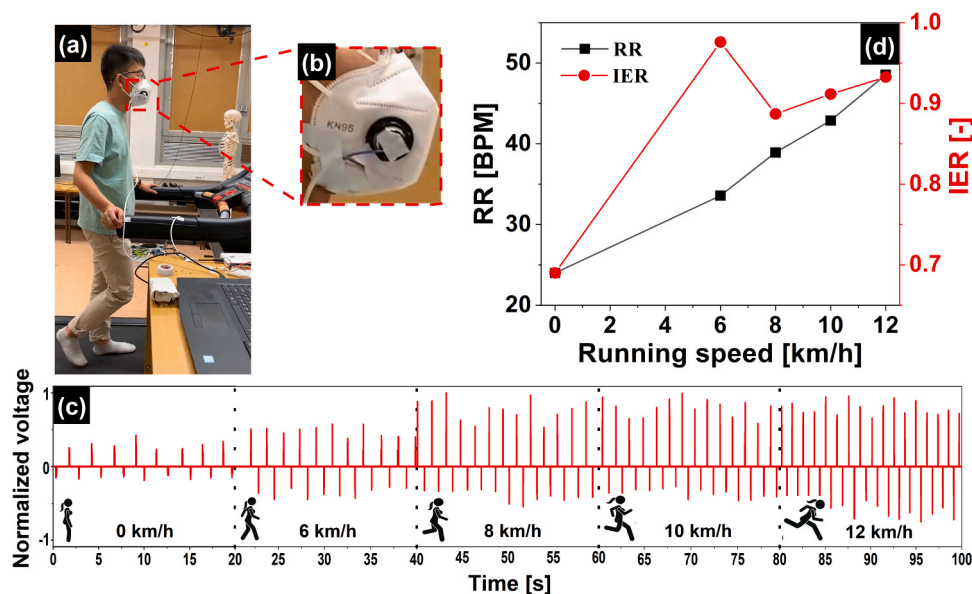 (a)
(b)
KN95
(d)
RR
IER
RR [BPM]
50
40
30
20
IER [-]
1.0
0.9
0.8
0.7
0 2 4 6 8 10 12
Running speed [km/h]
(c)
Normalized voltage
1
0
-1
0 km/h
6 km/h
8 km/h
10 km/h
12 km/h
0 5 10 15 20 25 30 35 40 45 50 55 60 65 70 75 80 85 90 95 100
Time [s]